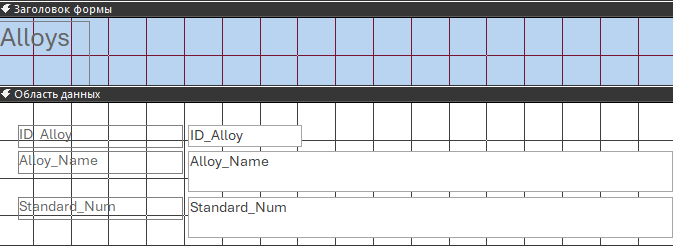 Заголовок формы
Alloys
Область данных
ID_Alloy ID_Alloy
Alloy_Name Alloy_Name
Standard_Num Standard_Num